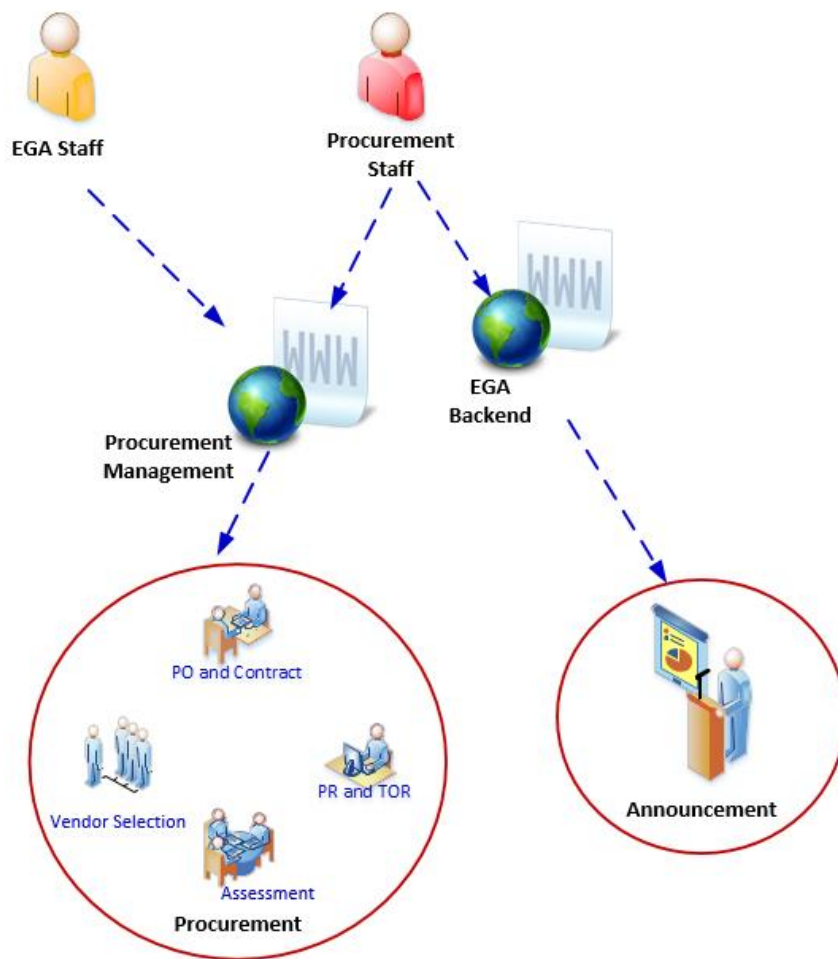 EGA Staff
Procurement
Staff
WWW
WWW
EGA
Backend
Procurement
Management
PO and Contract
Vendor Selection
PR and TOR
Assessment
Procurement
Announcement